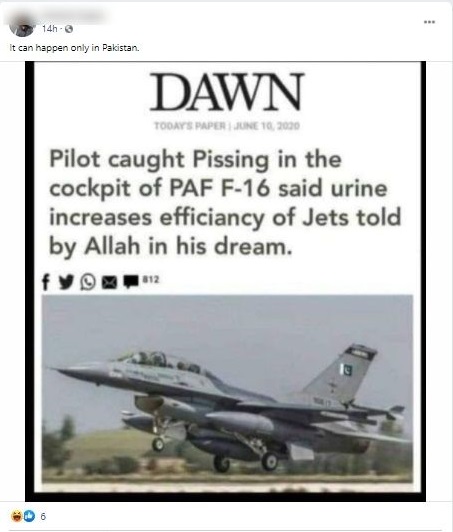 14h ·
It can happen only in Pakistan.
DAWN
TODAY'S PAPER | JUNE 10, 2020
Pilot caught Pissing in the
cockpit of PAF F-16 said urine
increases efficiancy of Jets told
by Allah in his dream.
812
6